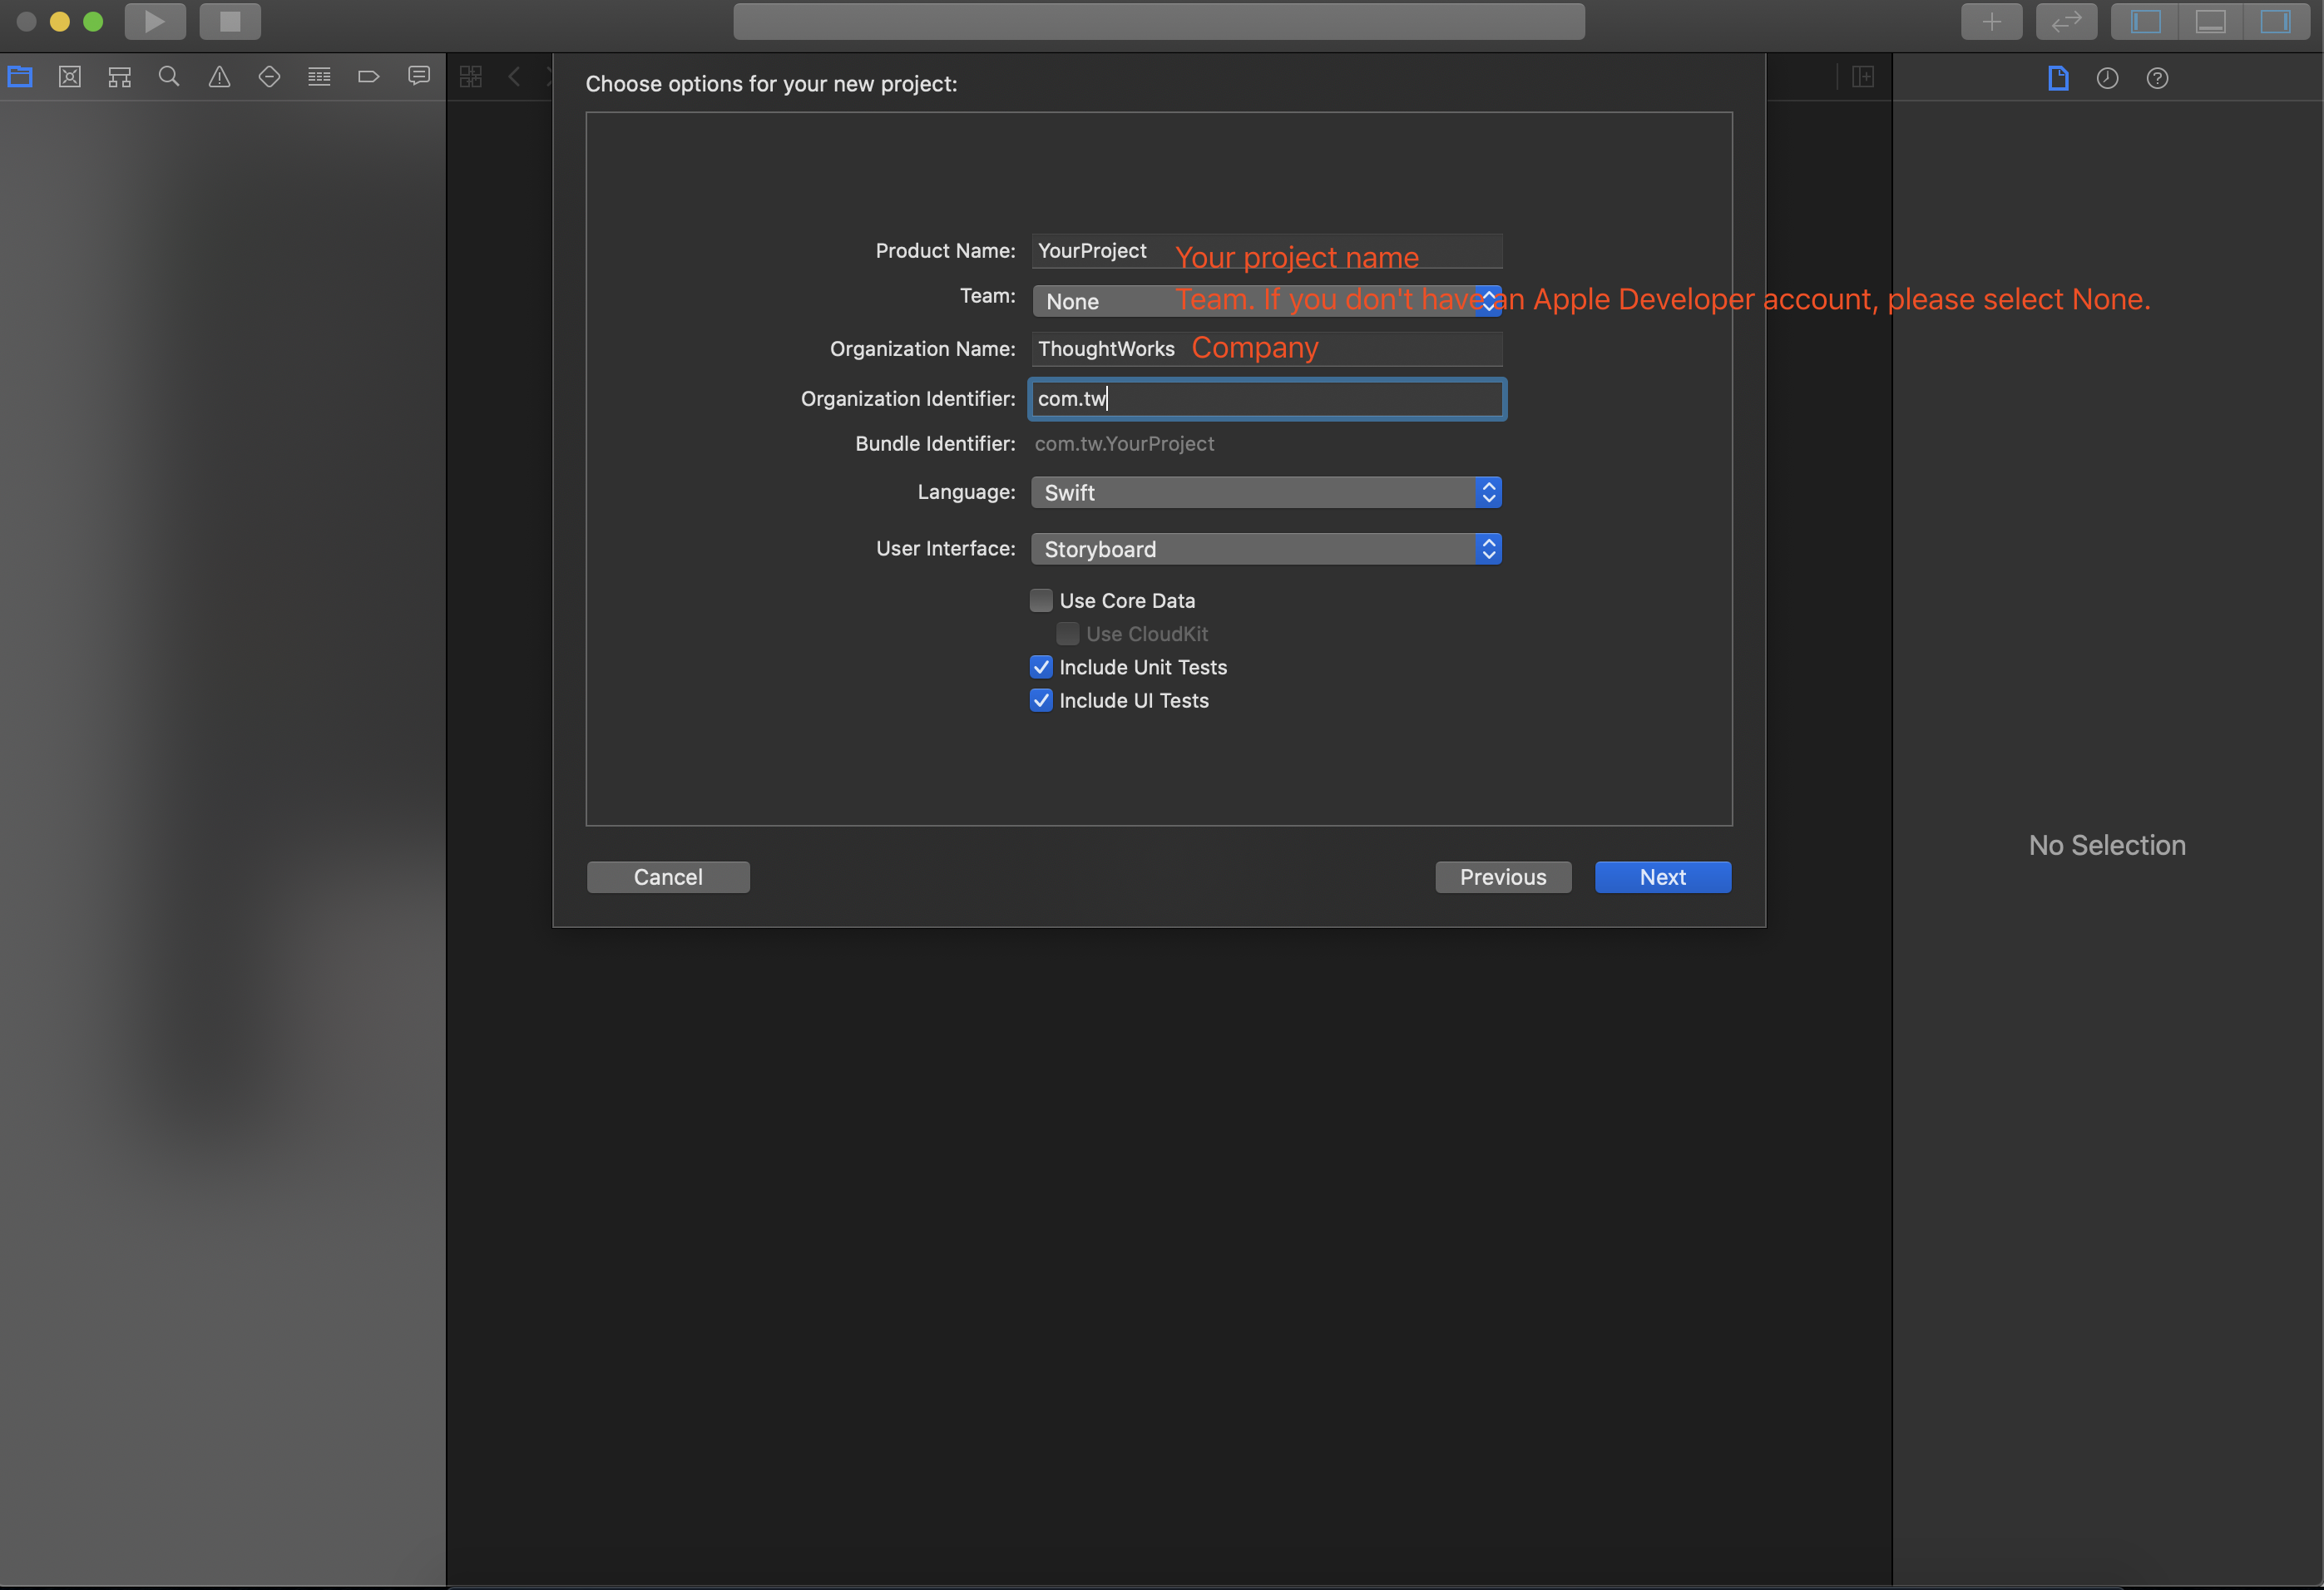 Choose options for your new project:
Product Name: YourProject Your project name
Team: None Team. If you don't have an Apple Developer account, please select None.
Organization Name: ThoughtWorks Company
Organization Identifier: com.tw
Bundle Identifier: com.tw.YourProject
Language: Swift
User Interface: Storyboard
Use Core Data
Use CloudKit
Include Unit Tests
Include UI Tests
No Selection
Cancel Previous Next